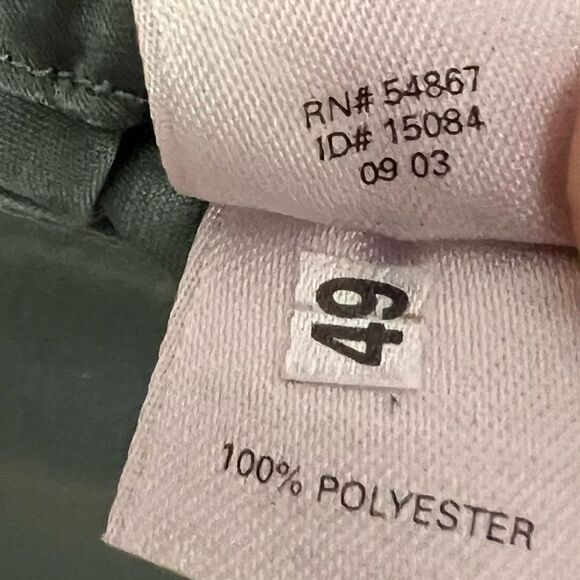 RN# 54867
ID# 15084
09 03
49
100% POLYESTER